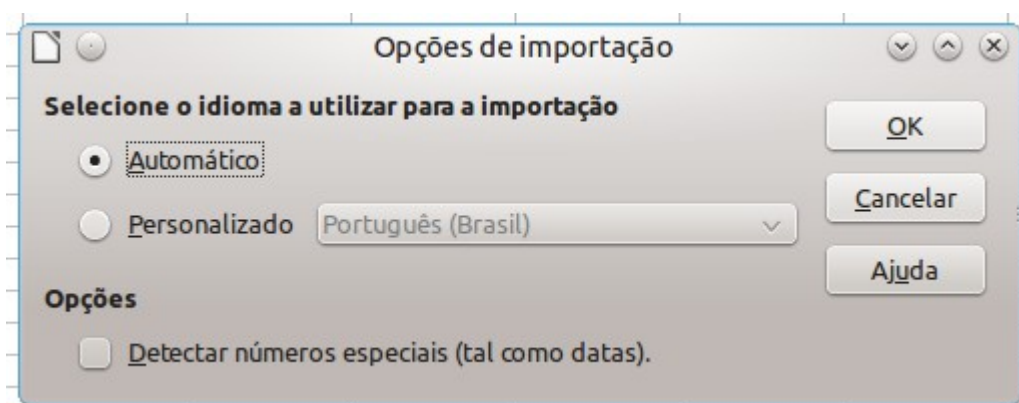 Opções de importação
Selecione o idioma a utilizar para a importação
OK
Automático
Cancelar
Personalizado Português (Brasil)
Ajuda
Opções
Detectar números especiais (tal como datas).